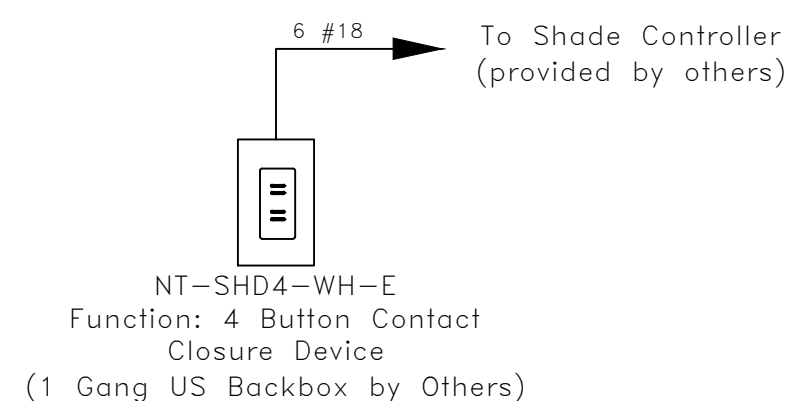 6 #18
To Shade Controller
(provided by others)
NT-SHD4-WH-E
Function: 4 Button Contact
Closure Device
(1 Gang US Backbox by Others)